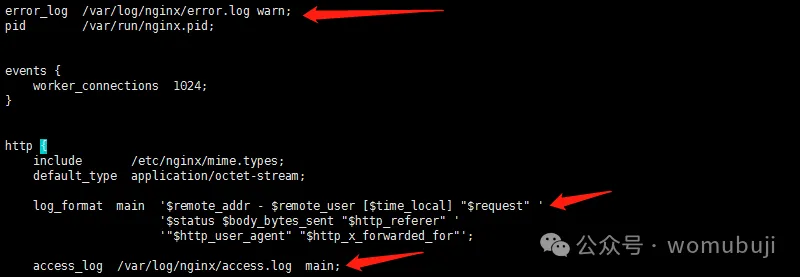 error_log  /var/log/nginx/error.log warn;
pid        /var/run/nginx.pid;
events {
    worker_connections  1024;
}
http {
    include       /etc/nginx/mime.types;
    default_type  application/octet-stream;
    log_format  main  '$remote_addr - $remote_user [$time_local] "$request" '
                      '$status $body_bytes_sent "$http_referer" '
                      '"$http_user_agent" "$http_x_forwarded_for"';
    access_log  /var/log/nginx/access.log  main;
公众号 · womubuji